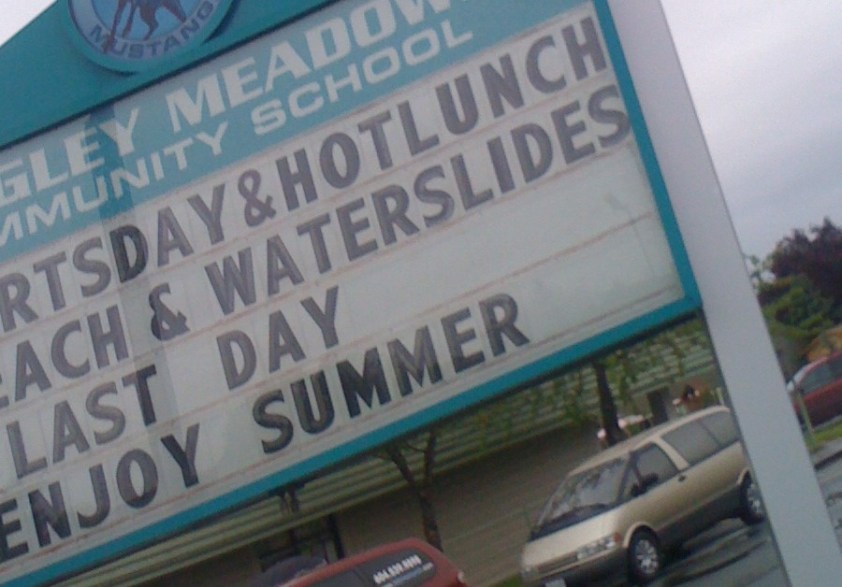 MUSTANG
GLEY MEADOW
MMUNITY SCHOOL
RTSDAY&HOTLUNCH
EACH & WATERSLIDES
LAST DAY
ENJOY SUMMER